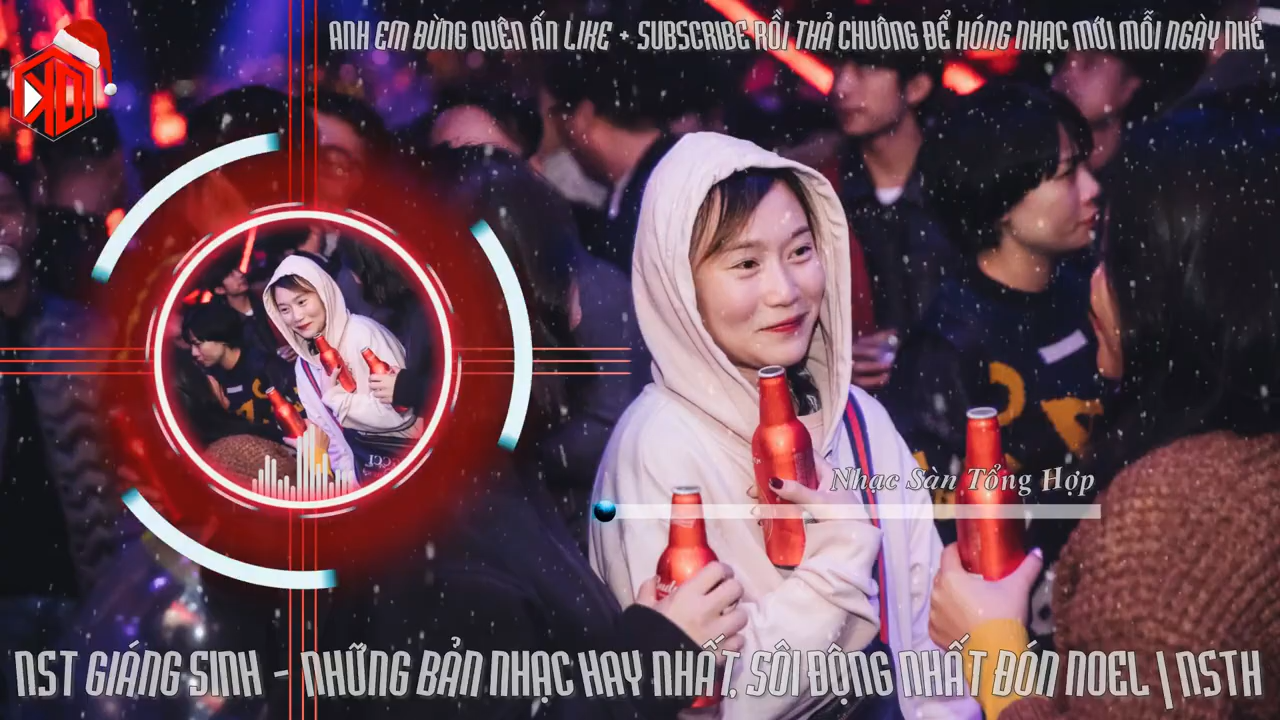 ANH EM ĐỪNG QUÊN ẤN LIKE + SUBSCRIBE RỒI THẢ CHUÔNG ĐỂ HÓNG NHẠC MỚI MỖI NGÀY NHÉ
Nhạc Sàn Tổng Hợp
NST GIÁNG SINH - NHỮNG BẢN NHẠC HAY NHẤT, SÔI ĐỘNG NHẤT ĐÓN NOEL | NSTH